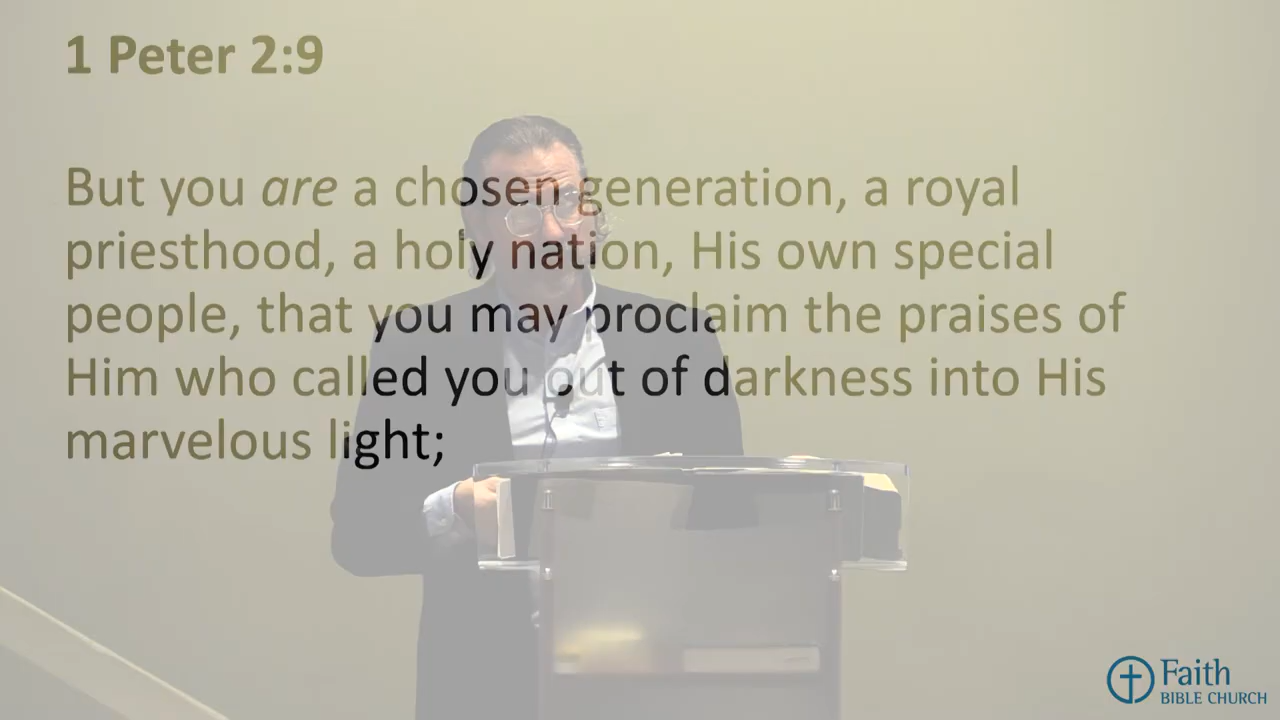 1 Peter 2:9
But you are a chosen generation, a royal
priesthood, a holy nation, His own special
people, that you may proclaim the praises of
Him who called you out of darkness into His
marvelous light;
Faith
BIBLE CHURCH